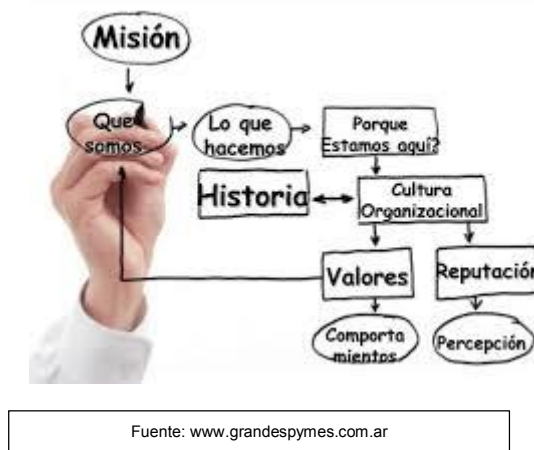 Misión
Que
somos
Lo que
hacemos
Porque
Estamos aquí?
Historia
Cultura
Organizacional
Valores
Reputación
Comporta
mientos
Percepción
Fuente: www.grandespymes.com.ar